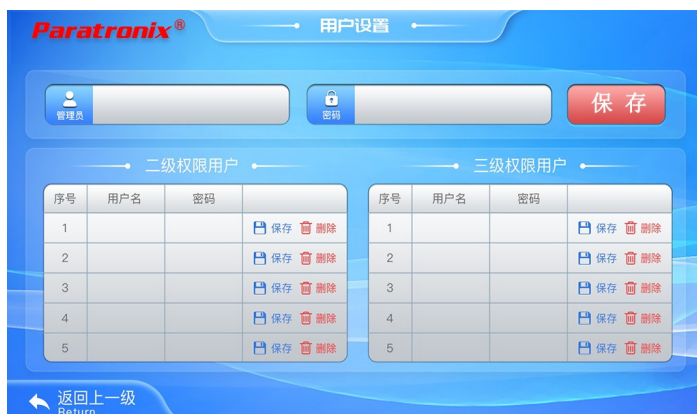 Paratronix®
用户设置
管理员
密码
保存
二级权限用户
三级权限用户
序号 用户名 密码
序号 用户名 密码
1 保存 删除
1 保存 删除
2 保存 删除
2 保存 删除
3 保存 删除
3 保存 删除
4 保存 删除
4 保存 删除
5 保存 删除
5 保存 删除
返回上一级
Return